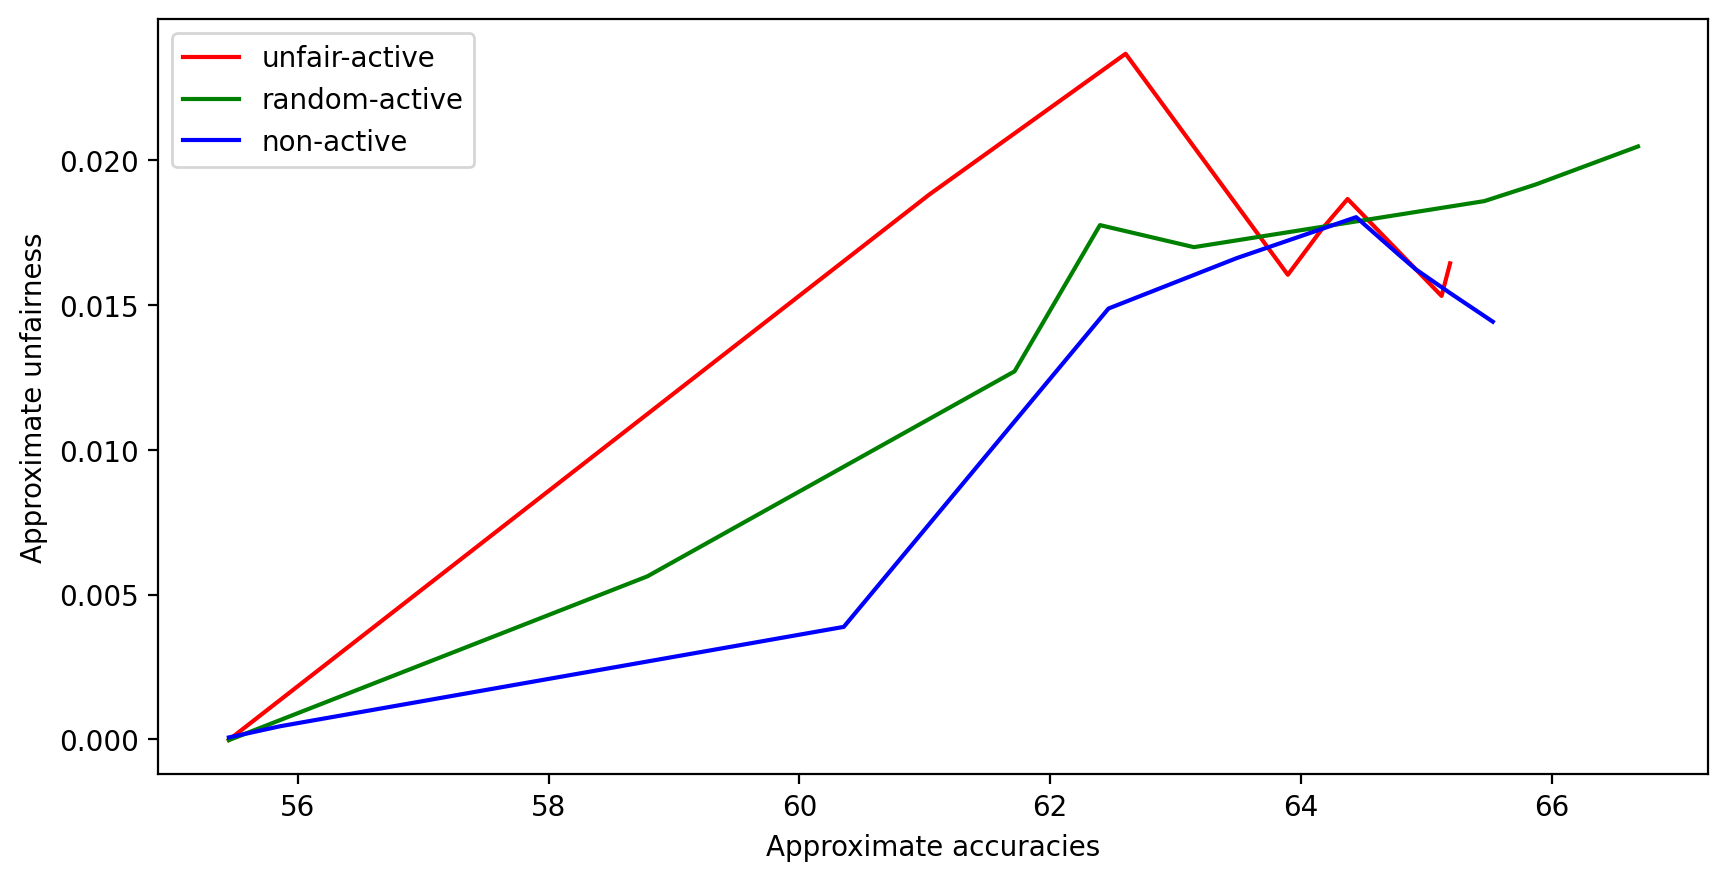 unfair-active
random-active
non-active
Approximate unfairness
0.020
0.015
0.010
0.005
0.000
56 58 60 62 64 66
Approximate accuracies